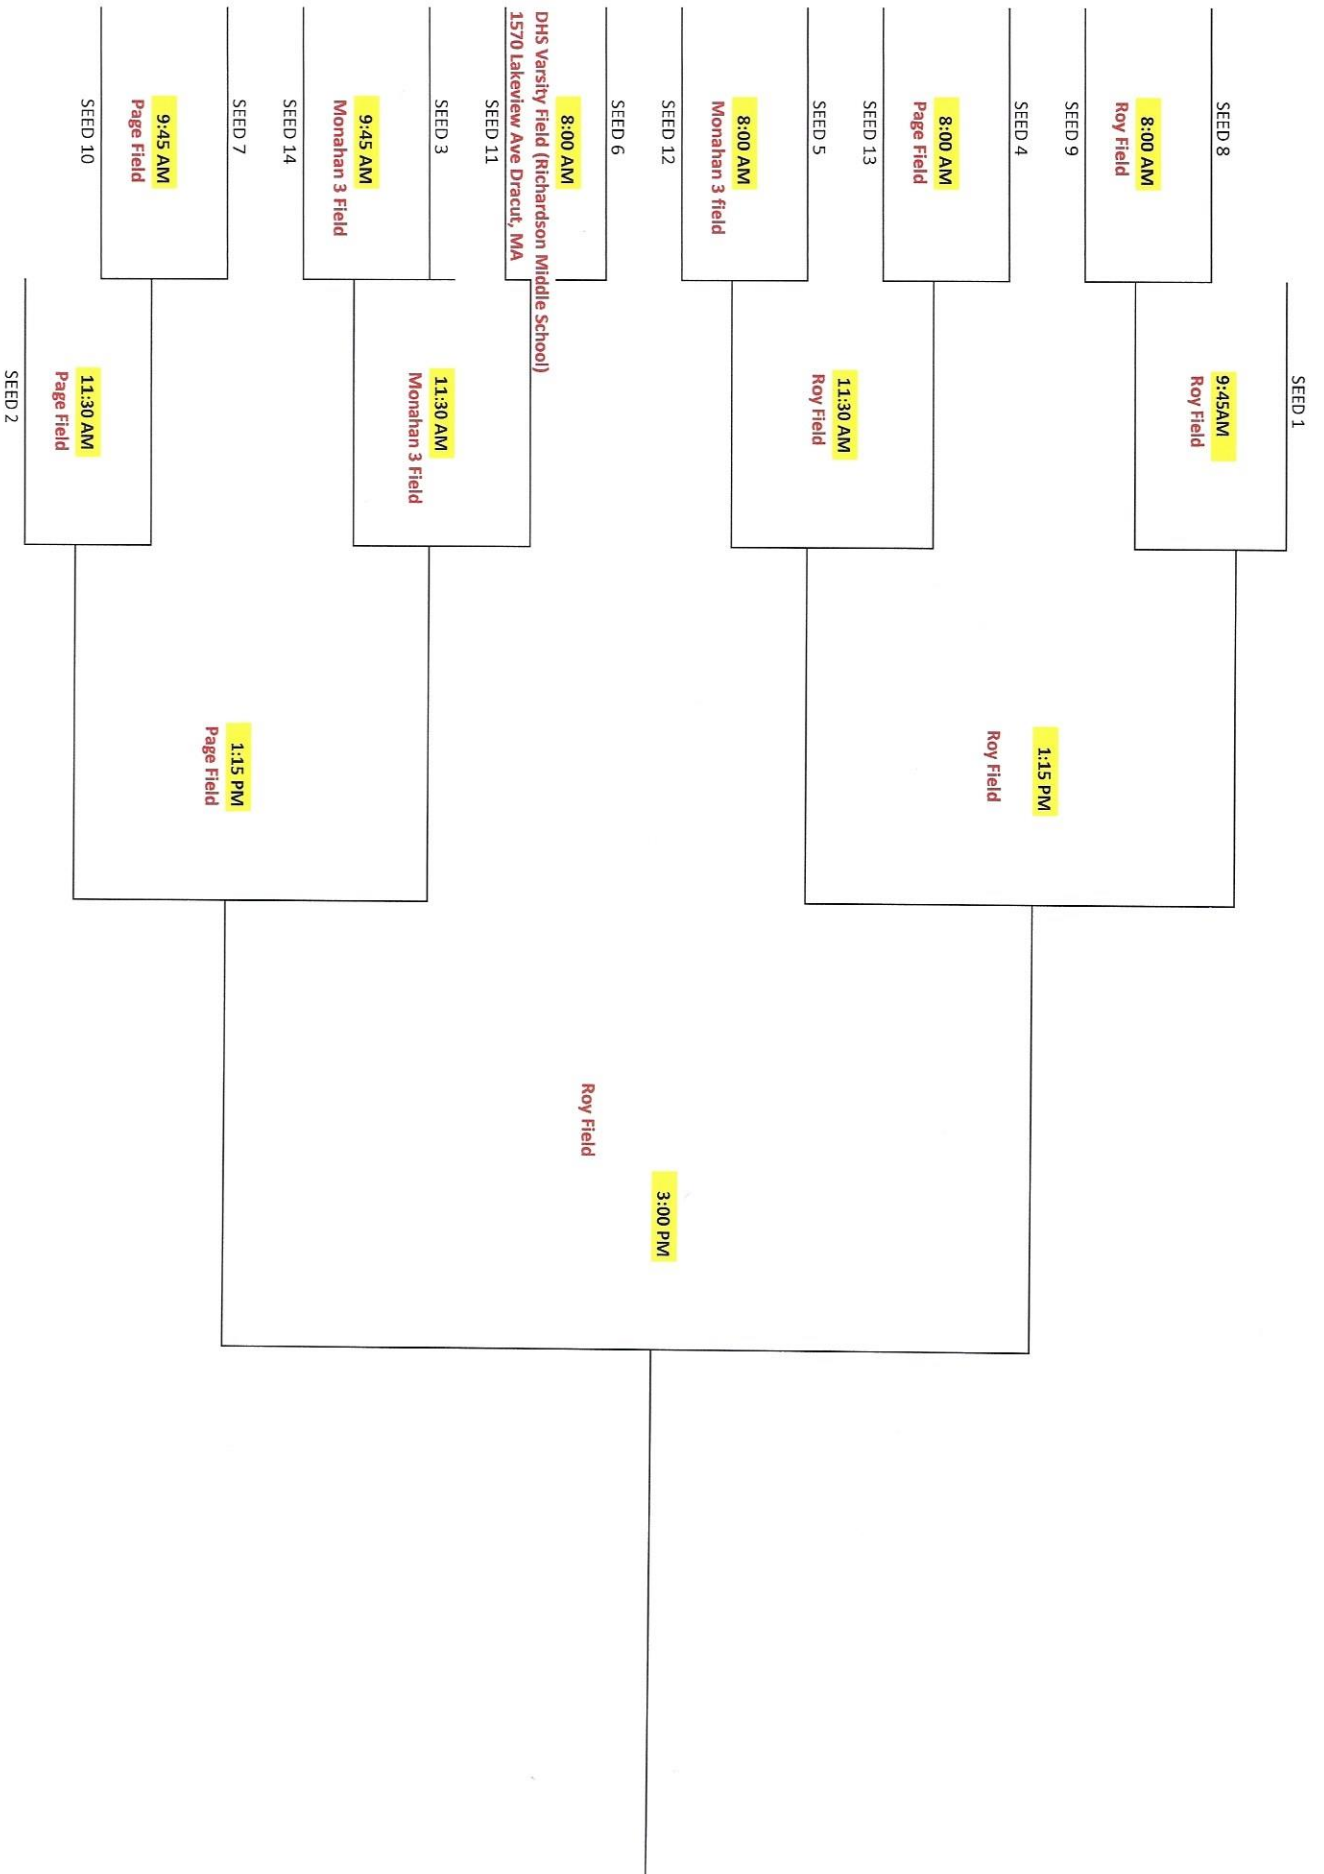 SEED 1
SEED 8
8:00 AM
Roy Field
SEED 9
9:45AM
Roy Field
SEED 4
8:00 AM
Page Field
SEED 13
11:30 AM
Roy Field
SEED 5
8:00 AM
Monahan 3 field
SEED 12
1:15 PM
Roy Field
SEED 6
8:00 AM
DHS Varsity Field (Richardson Middle School)
1570 Lakeview Ave Dracut, MA
SEED 11
3:00 PM
Roy Field
SEED 3
9:45 AM
Monahan 3 Field
SEED 14
11:30 AM
Monahan 3 Field
SEED 7
9:45 AM
Page Field
SEED 10
1:15 PM
Page Field
11:30 AM
Page Field
SEED 2